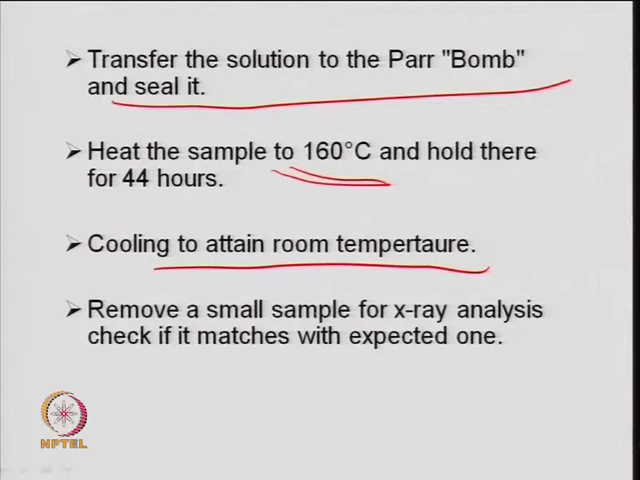 ➢ Transfer the solution to the Parr "Bomb"
and seal it.
➢ Heat the sample to 160°C and hold there
for 44 hours.
➢ Cooling to attain room tempertaure.
➢ Remove a small sample for x-ray analysis
check if it matches with expected one.
NPTEL